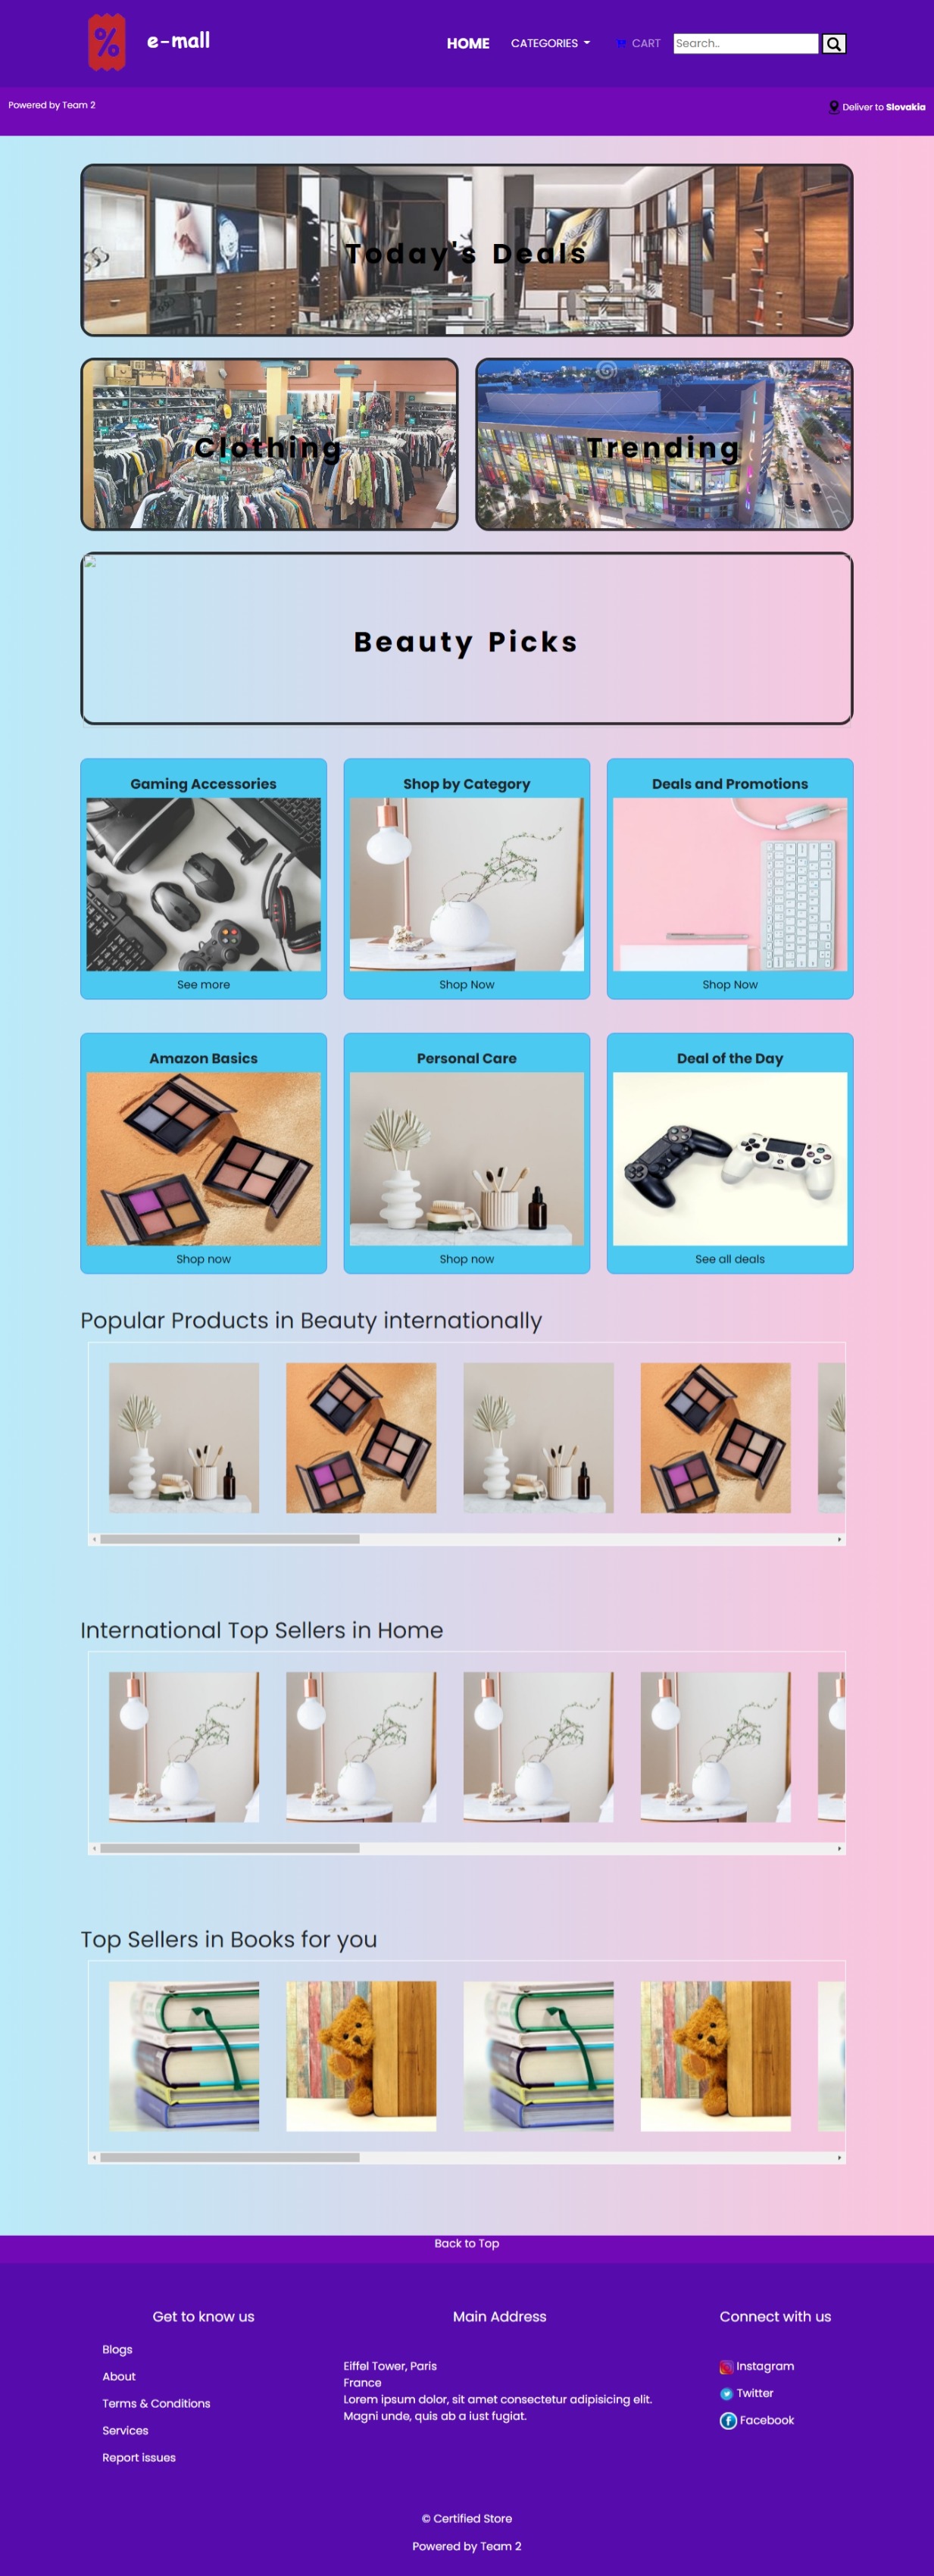 %
e-mall
HOME
CATEGORIES
CART
Search..
Powered by Team 2
Deliver to Slovakia
Today's Deals
Clothing
Trending
Beauty Picks
Gaming Accessories
Shop by Category
Deals and Promotions
See more
Shop Now
Shop Now
Amazon Basics
Personal Care
Deal of the Day
Shop now
Shop now
See all deals
Popular Products in Beauty internationally
International Top Sellers in Home
Top Sellers in Books for you
Back to Top
Get to know us
Blogs
About
Terms & Conditions
Services
Report issues
Main Address
Eiffel Tower, Paris
France
Lorem ipsum dolor, sit amet consectetur adipisicing elit.
Magni unde, quis ab a iust fugiat.
Connect with us
Instagram
Twitter
Facebook
© Certified Store
Powered by Team 2